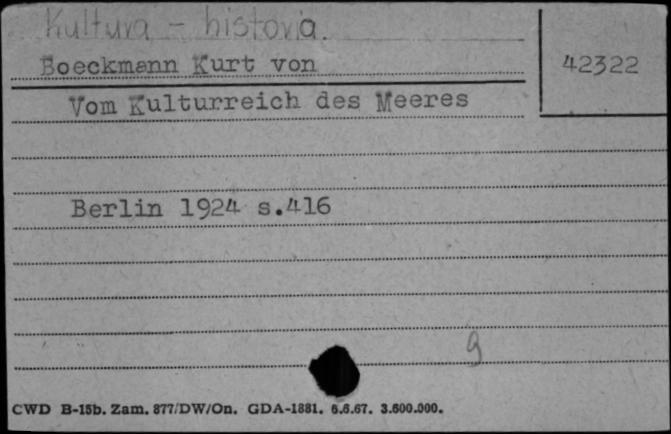 Kultura - historia.
Boeckmann Kurt von
42322
Vom Kulturreich des Meeres
Berlin 1924 s.416
9
CWD B-15b. Zam. 877/DW/On. GDA-1881. 6.6.67. 3.600.000.